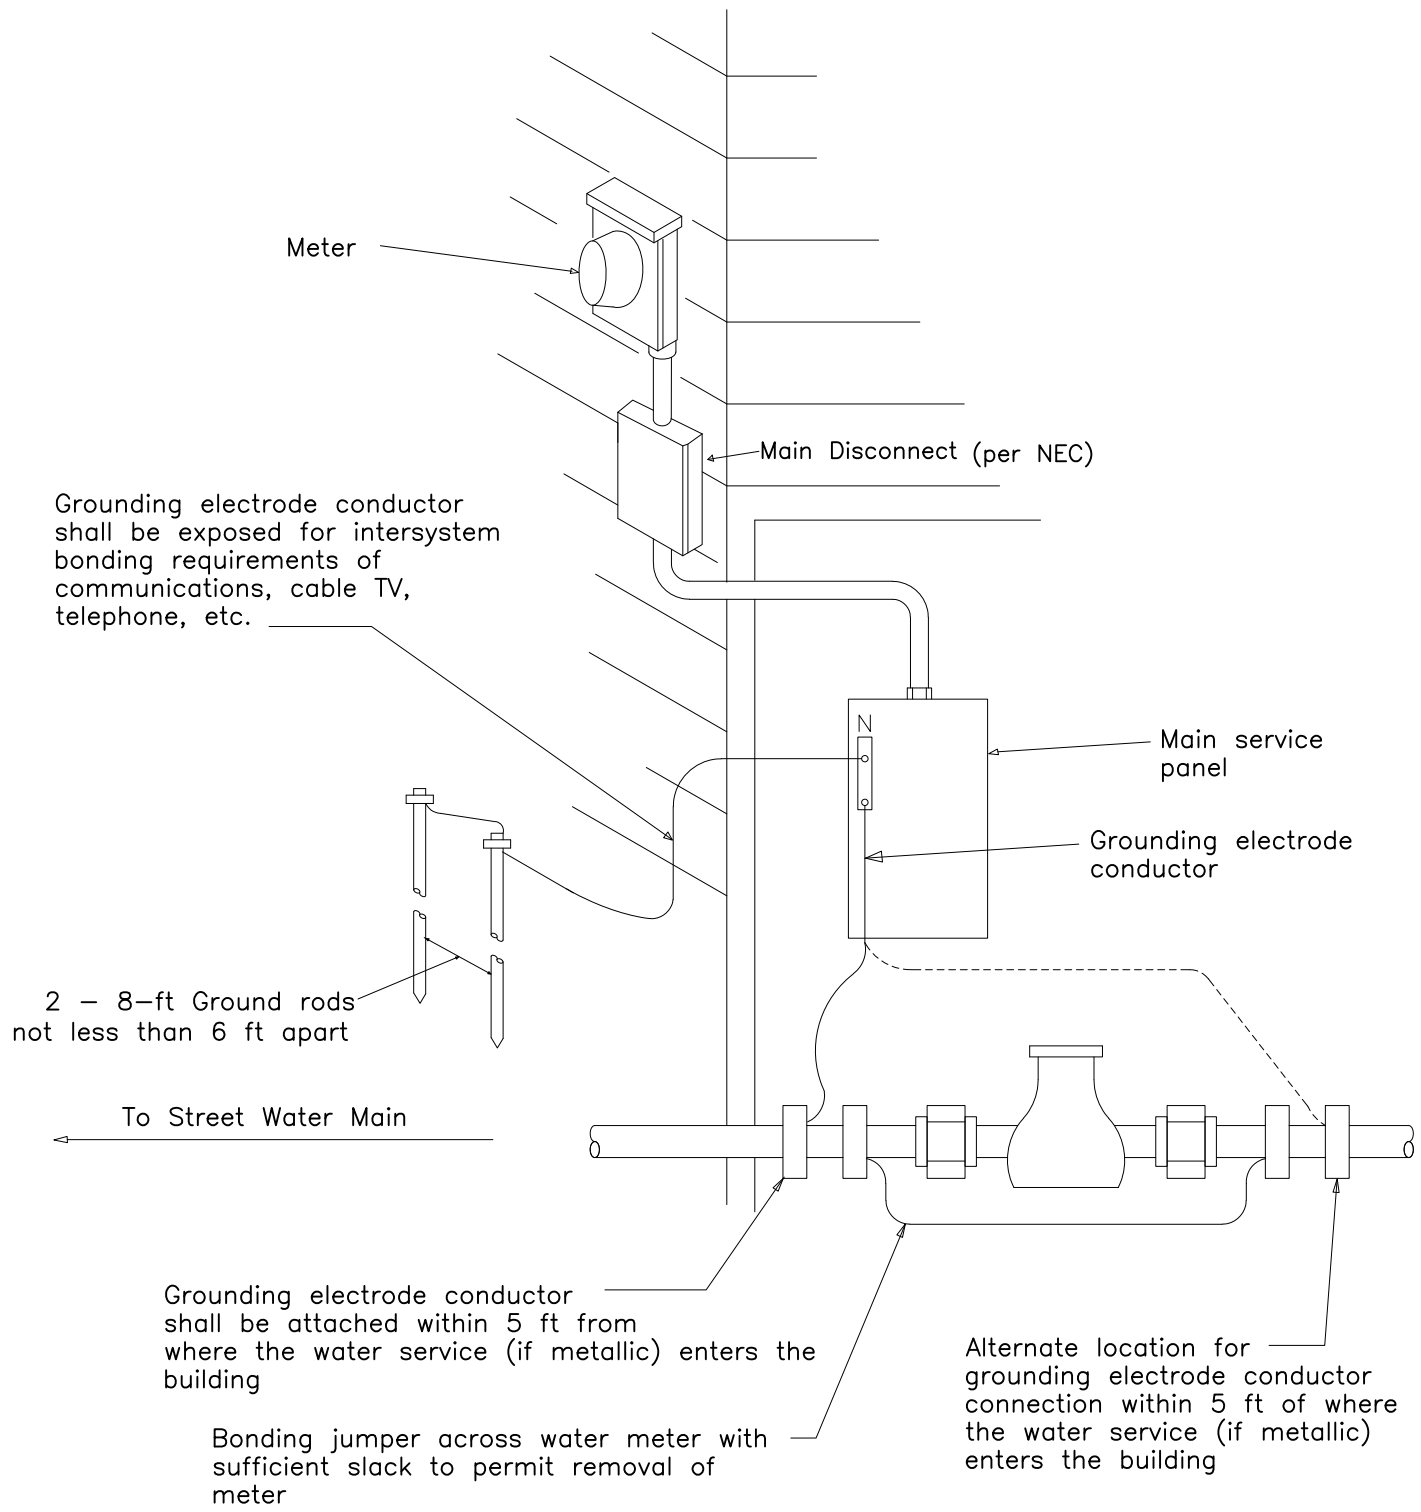 Meter
Main Disconnect (per NEC)
Grounding electrode conductor
shall be exposed for intersystem
bonding requirements of
communications, cable TV,
telephone, etc.
N
Main service
panel
Grounding electrode
conductor
2 – 8–ft Ground rods
not less than 6 ft apart
To Street Water Main
Grounding electrode conductor
shall be attached within 5 ft from
where the water service (if metallic) enters the
building
Alternate location for
grounding electrode conductor
connection within 5 ft of where
the water service (if metallic)
enters the building
Bonding jumper across water meter with
sufficient slack to permit removal of
meter